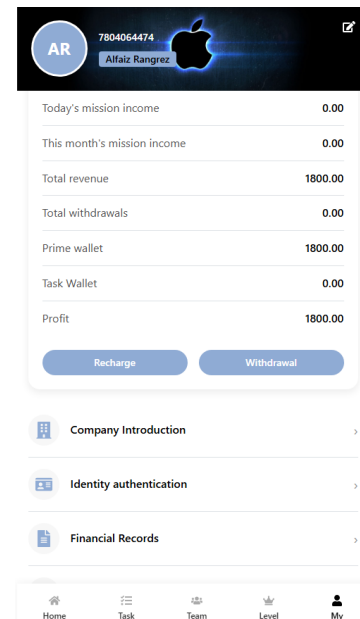 AR
7804064474
Alfaiz Rangrez
Today's mission income 0.00
This month's mission income 0.00
Total revenue 1800.00
Total withdrawals 0.00
Prime wallet 1800.00
Task Wallet 0.00
Profit 1800.00
Recharge Withdrawal
Company Introduction
Identity authentication
Financial Records
Home Task Team Level My